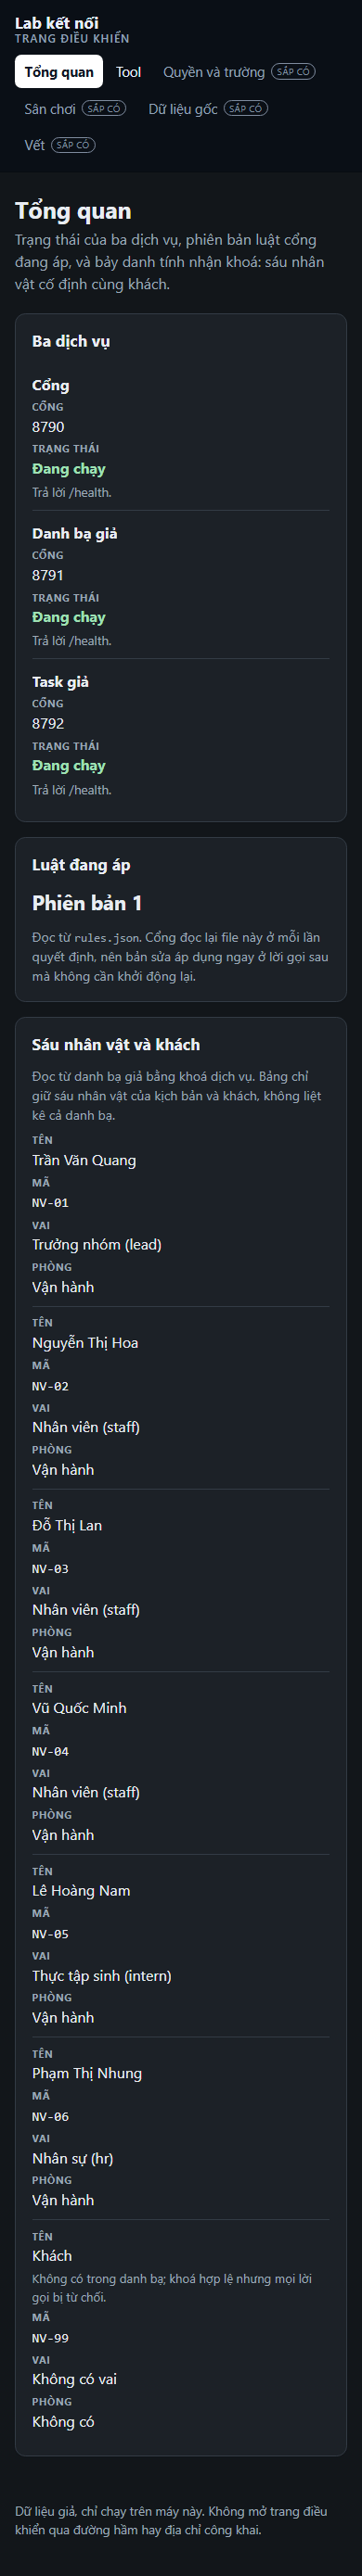 Lab kết nối
TRANG ĐIỀU KHIỂN
Tổng quan Tool Quyền và trường SẮP CÓ
Sân chơi SẮP CÓ Dữ liệu gốc SẮP CÓ
Vết SẮP CÓ
Tổng quan
Trạng thái của ba dịch vụ, phiên bản luật cổng
đang áp, và bảy danh tính nhận khoá: sáu nhân
vật cố định cùng khách.
Ba dịch vụ
Cổng
CỔNG
8790
TRẠNG THÁI
Đang chạy
Trả lời /health.
Danh bạ giả
CỔNG
8791
TRẠNG THÁI
Đang chạy
Trả lời /health.
Task giả
CỔNG
8792
TRẠNG THÁI
Đang chạy
Trả lời /health.
Luật đang áp
Phiên bản 1
Đọc từ rules.json. Cổng đọc lại file này ở mỗi lần
quyết định, nên bản sửa áp dụng ngay ở lời gọi sau
mà không cần khởi động lại.
Sáu nhân vật và khách
Đọc từ danh bạ giả bằng khoá dịch vụ. Bảng chỉ
giữ sáu nhân vật của kịch bản và khách, không liệt
kê cả danh bạ.
TÊN
Trần Văn Quang
MÃ
NV-01
VAI
Trưởng nhóm (lead)
PHÒNG
Vận hành
TÊN
Nguyễn Thị Hoa
MÃ
NV-02
VAI
Nhân viên (staff)
PHÒNG
Vận hành
TÊN
Đỗ Thị Lan
MÃ
NV-03
VAI
Nhân viên (staff)
PHÒNG
Vận hành
TÊN
Vũ Quốc Minh
MÃ
NV-04
VAI
Nhân viên (staff)
PHÒNG
Vận hành
TÊN
Lê Hoàng Nam
MÃ
NV-05
VAI
Thực tập sinh (intern)
PHÒNG
Vận hành
TÊN
Phạm Thị Nhung
MÃ
NV-06
VAI
Nhân sự (hr)
PHÒNG
Vận hành
TÊN
Khách
Không có trong danh bạ; khoá hợp lệ nhưng mọi lời
gọi bị từ chối.
MÃ
NV-99
VAI
Không có vai
PHÒNG
Không có
Dữ liệu giả, chỉ chạy trên máy này. Không mở trang điều
khiển qua đường hầm hay địa chỉ công khai.